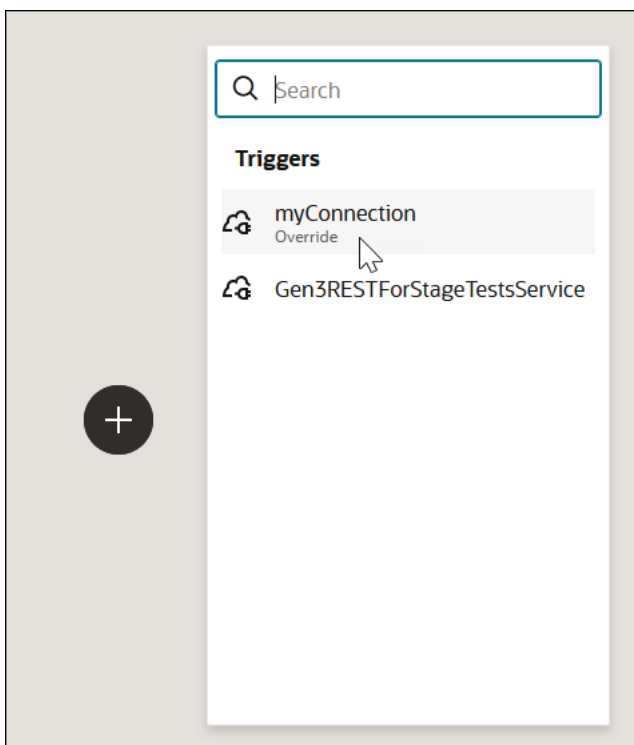 Search
Triggers
myConnection
Override
Gen3RESTForStageTestsService